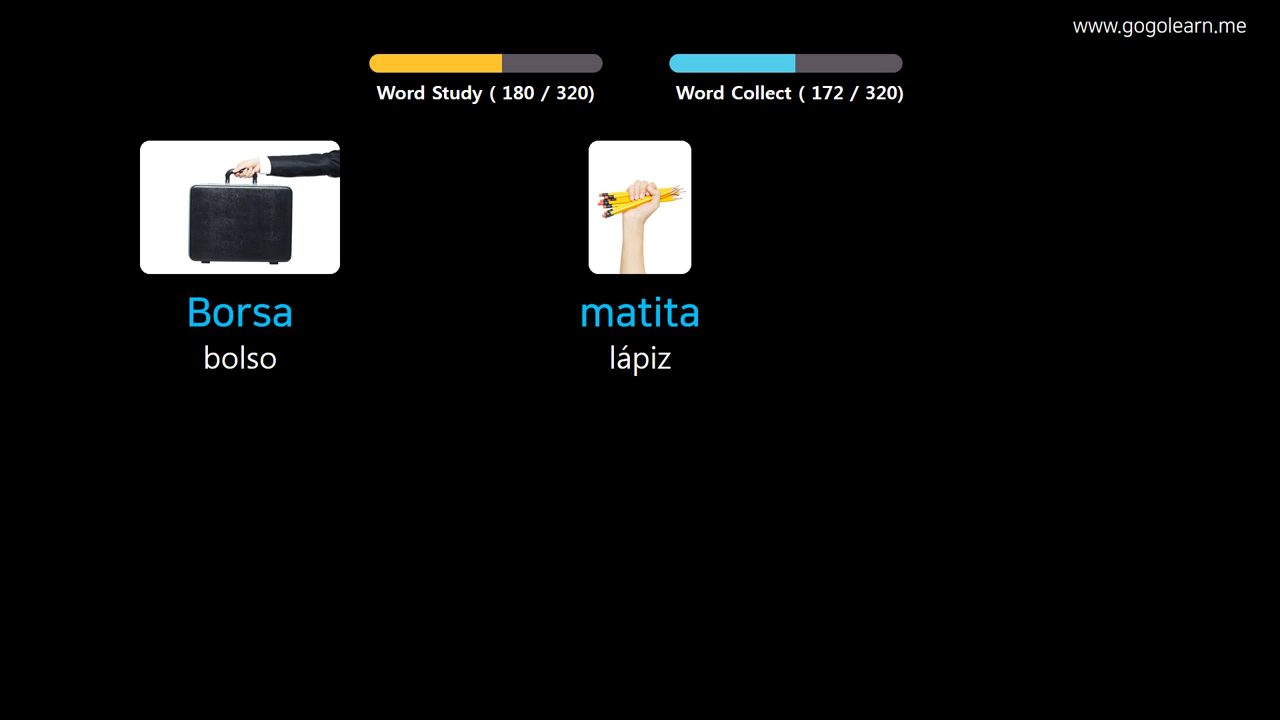 www.gogolearn.me
Word Study ( 180 / 320)
Word Collect ( 172 / 320)
Borsa
bolso
matita
lápiz